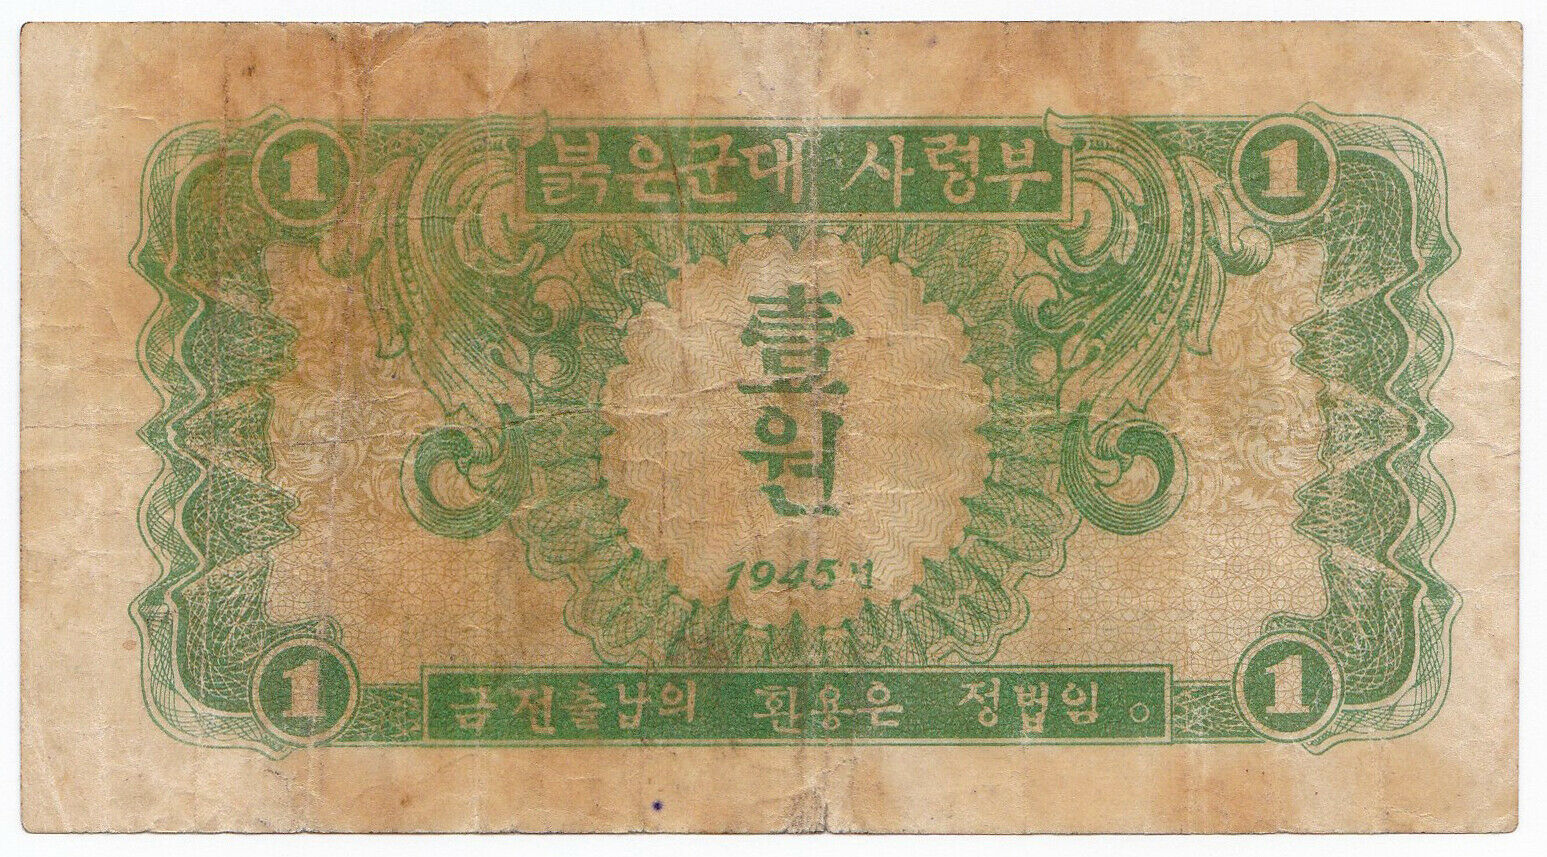 1 붉은군대 사령부 1
壹
원
1945년
1 금전출납의 환용은 정법임。 1